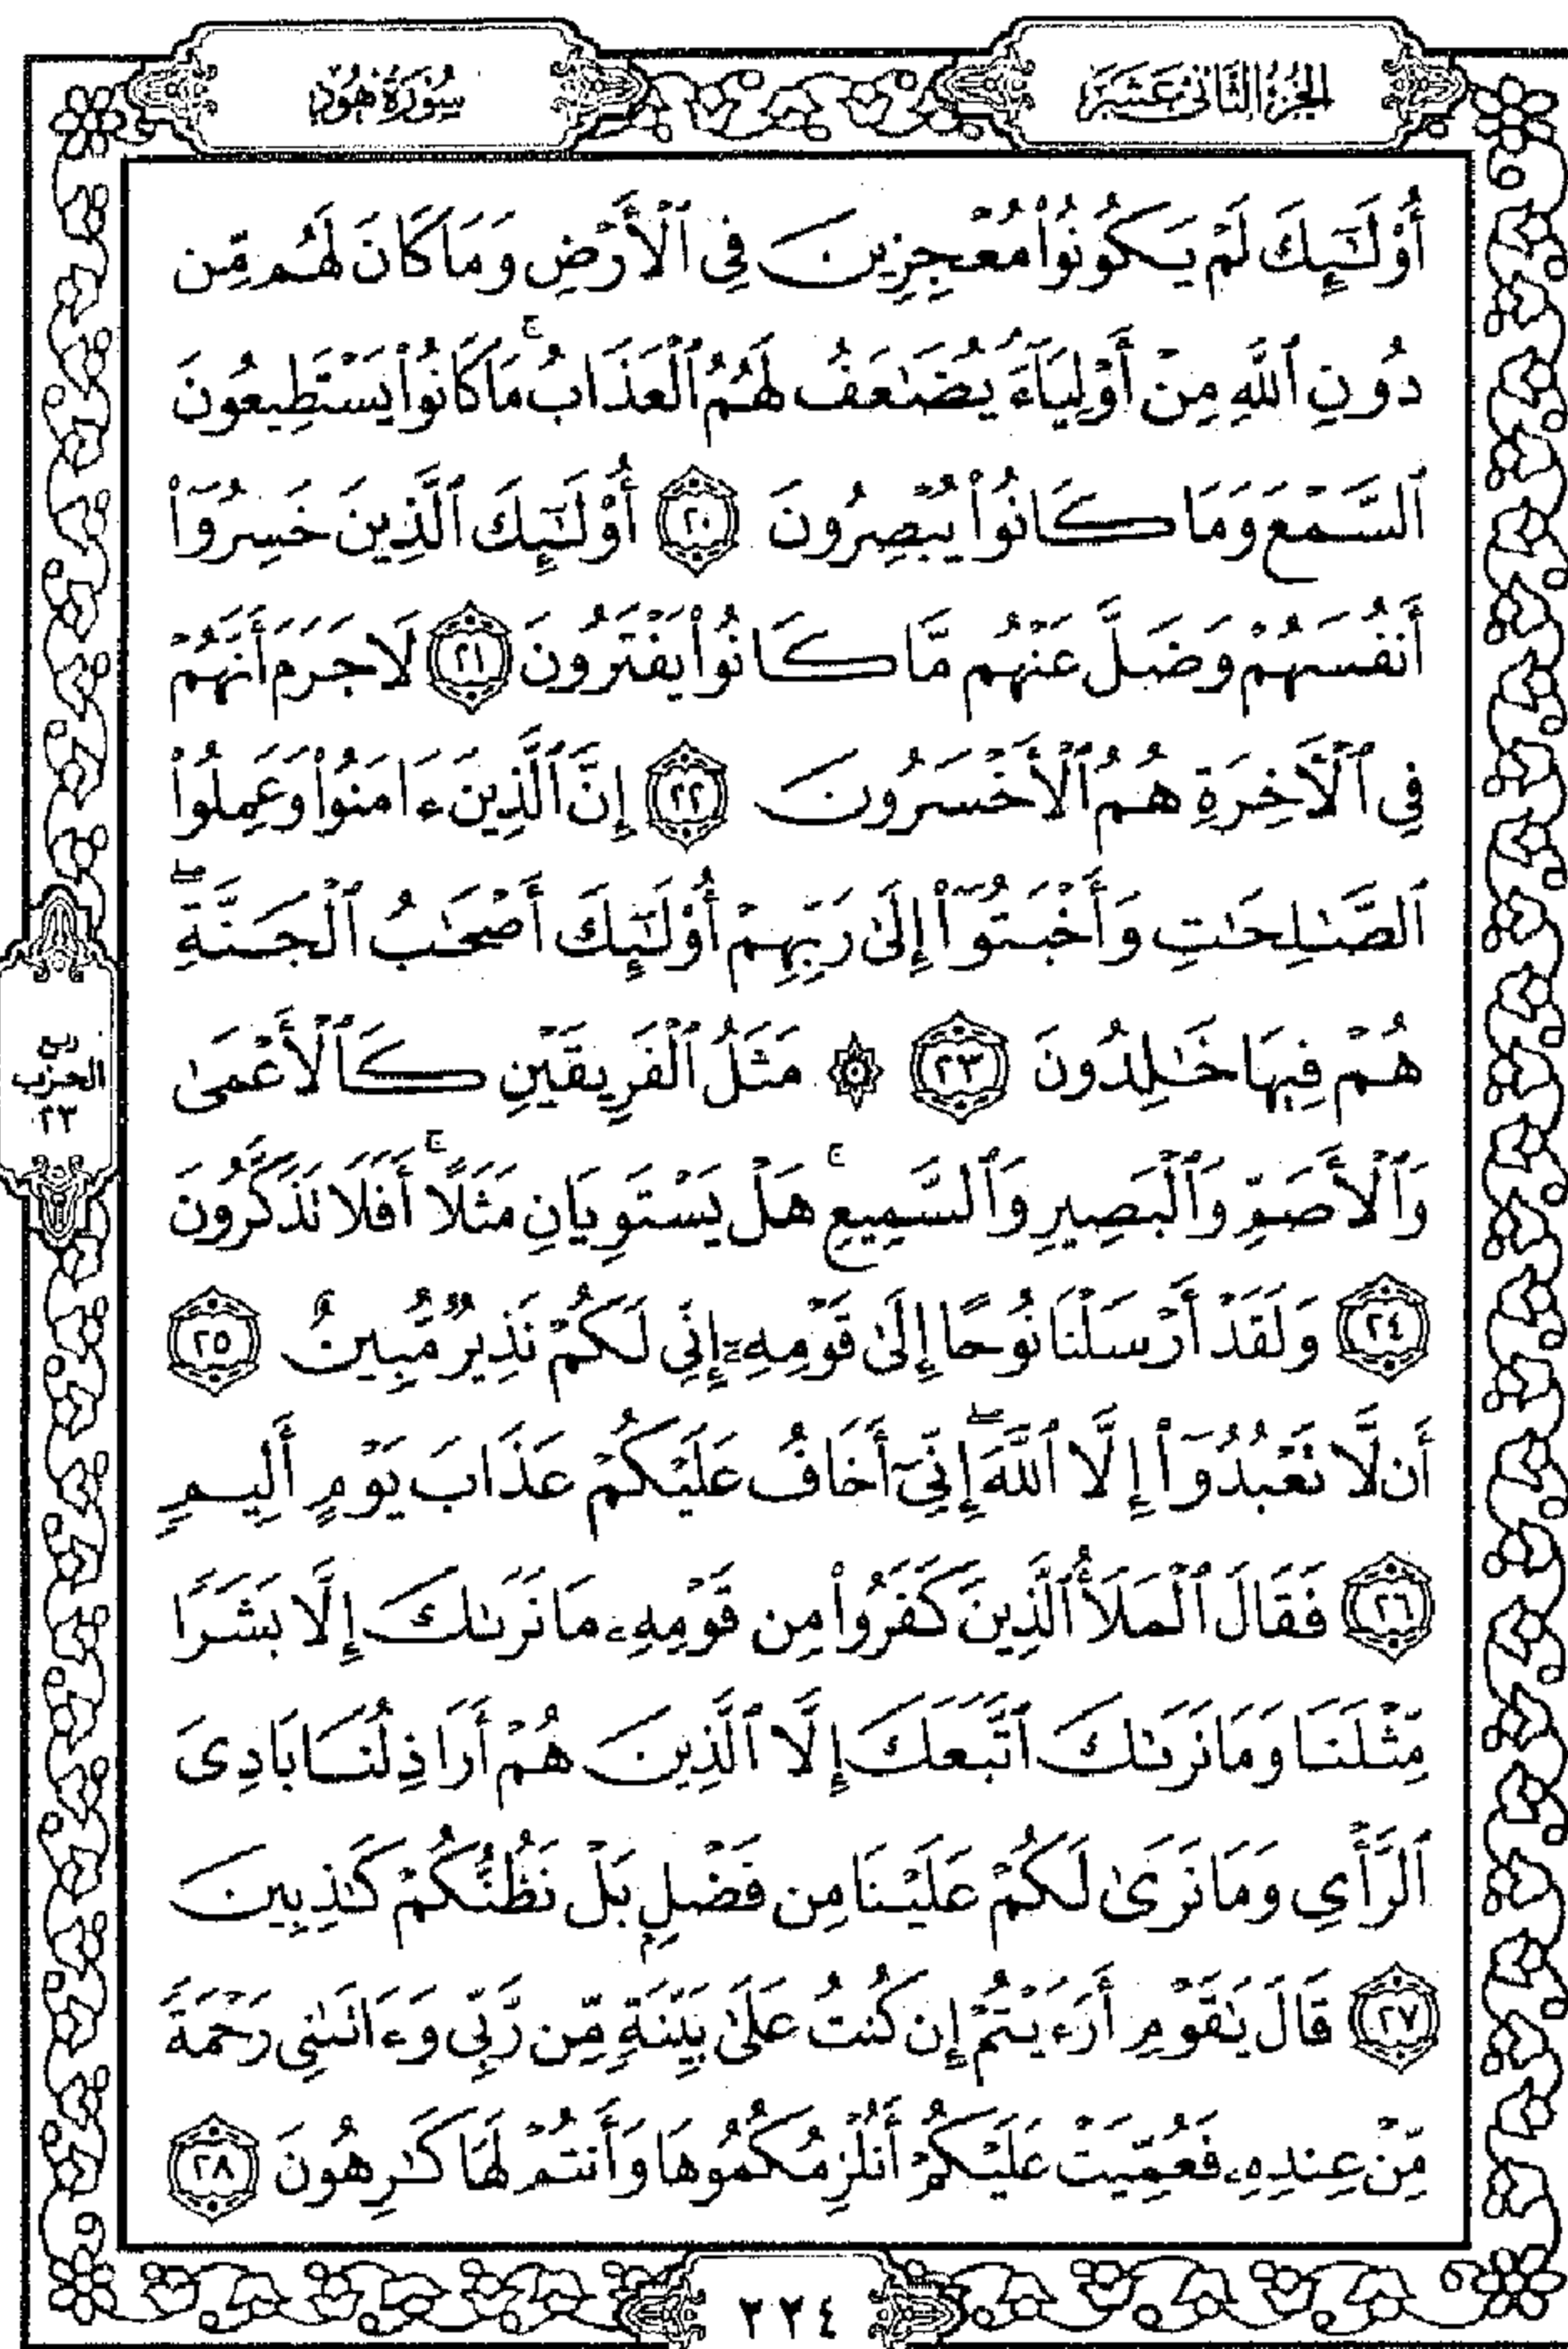 الجزء الثاني عشر
سورة هود
أُوْلَٰٓئِكَ لَمْ يَكُونُواْ مُعْجِزِينَ فِى ٱلْأَرْضِ وَمَا كَانَ لَهُم مِّن
دُونِ ٱللَّهِ مِنْ أَوْلِيَآءَ ۘ يُضَٰعَفُ لَهُمُ ٱلْعَذَابُ ۚ مَا كَانُواْ يَسْتَطِيعُونَ
ٱلسَّمْعَ وَمَا كَانُواْ يُبْصِرُونَ ٢٠ أُوْلَٰٓئِكَ ٱلَّذِينَ خَسِرُوٓاْ
أَنفُسَهُمْ وَضَلَّ عَنْهُم مَّا كَانُواْ يَفْتَرُونَ ٢١ لَا جَرَمَ أَنَّهُمْ
فِى ٱلْأَخِرَةِ هُمُ ٱلْأَخْسَرُونَ ٢٢ إِنَّ ٱلَّذِينَ ءَامَنُواْ وَعَمِلُواْ
ٱلصَّٰلِحَٰتِ وَأَخْبَتُوٓاْ إِلَىٰ رَبِّهِمْ أُوْلَٰٓئِكَ أَصْحَٰبُ ٱلْجَنَّةِ ۖ
هُمْ فِيهَا خَٰلِدُونَ ٢٣ ۞ مَثَلُ ٱلْفَرِيقَيْنِ كَٱلْأَعْمَىٰ
وَٱلْأَصَمِّ وَٱلْبَصِيرِ وَٱلسَّمِيعِ ۚ هَلْ يَسْتَوِيَانِ مَثَلًا ۚ أَفَلَا تَذَكَّرُونَ
٢٤ وَلَقَدْ أَرْسَلْنَا نُوحًا إِلَىٰ قَوْمِهِۦٓ إِنِّى لَكُمْ نَذِيرٌ مُّبِينٌ ٢٥
أَن لَّا تَعْبُدُوٓاْ إِلَّا ٱللَّهَ ۖ إِنِّىٓ أَخَافُ عَلَيْكُمْ عَذَابَ يَوْمٍ أَلِيمٍ
٢٦ فَقَالَ ٱلْمَلَأُ ٱلَّذِينَ كَفَرُواْ مِن قَوْمِهِۦ مَا نَرَىٰكَ إِلَّا بَشَرًا
مِّثْلَنَا وَمَا نَرَىٰكَ ٱتَّبَعَكَ إِلَّا ٱلَّذِينَ هُمْ أَرَاذِلُنَا بَادِىَ
ٱلرَّأْىِ وَمَا نَرَىٰ لَكُمْ عَلَيْنَا مِن فَضْلٍۭ بَلْ نَظُنُّكُمْ كَٰذِبِينَ
٢٧ قَالَ يَٰقَوْمِ أَرَءَيْتُمْ إِن كُنتُ عَلَىٰ بَيِّنَةٍ مِّن رَّبِّى وَءَاتَىٰنِى رَحْمَةً
مِّنْ عِندِهِۦ فَعُمِّيَتْ عَلَيْكُمْ أَنُلْزِمُكُمُوهَا وَأَنتُمْ لَهَا كَٰرِهُونَ ٢٨
ربع
الحزب
٢٣
٢٢٤